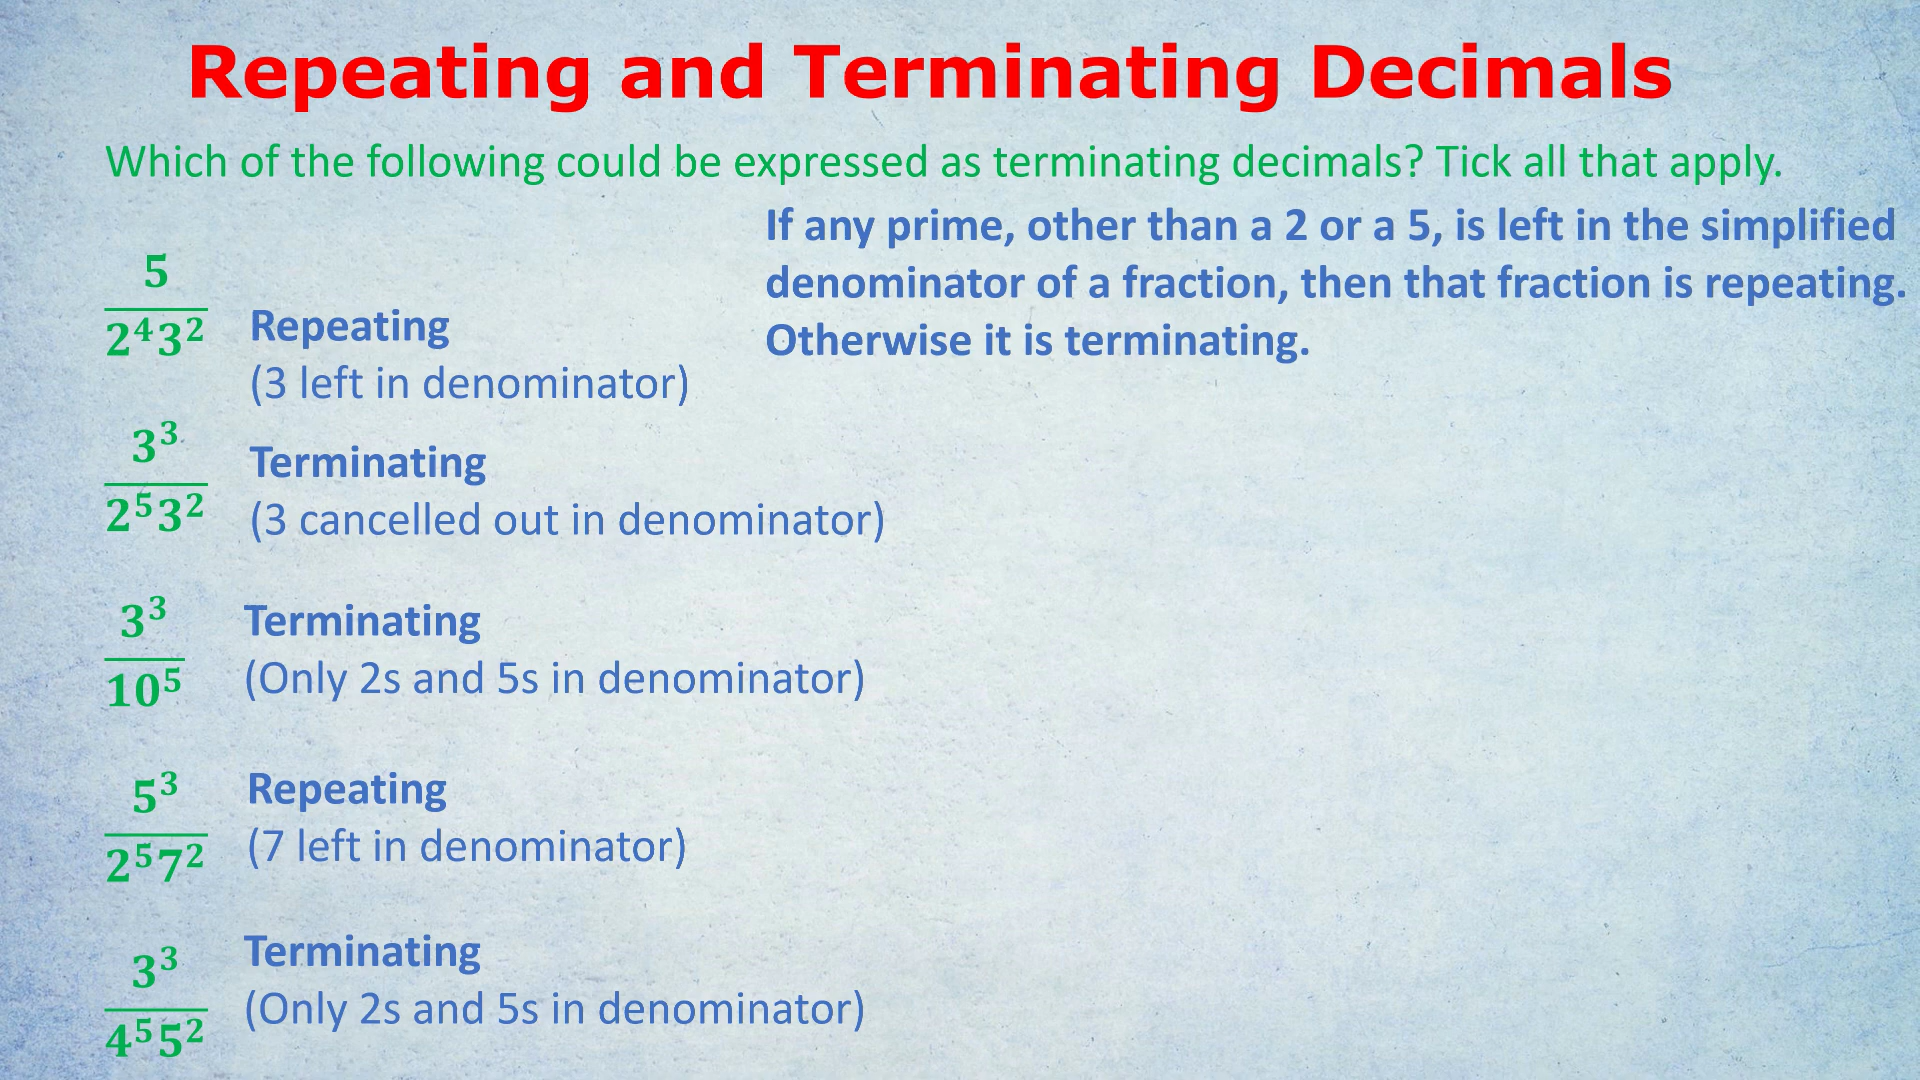 Repeating and Terminating Decimals
Which of the following could be expressed as terminating decimals? Tick all that apply.
If any prime, other than a 2 or a 5, is left in the simplified
denominator of a fraction, then that fraction is repeating.
Otherwise it is terminating.
5
2⁴3²
Repeating
(3 left in denominator)
3³
2⁵3²
Terminating
(3 cancelled out in denominator)
3³
10⁵
Terminating
(Only 2s and 5s in denominator)
5³
2⁵7²
Repeating
(7 left in denominator)
3³
4⁵5²
Terminating
(Only 2s and 5s in denominator)